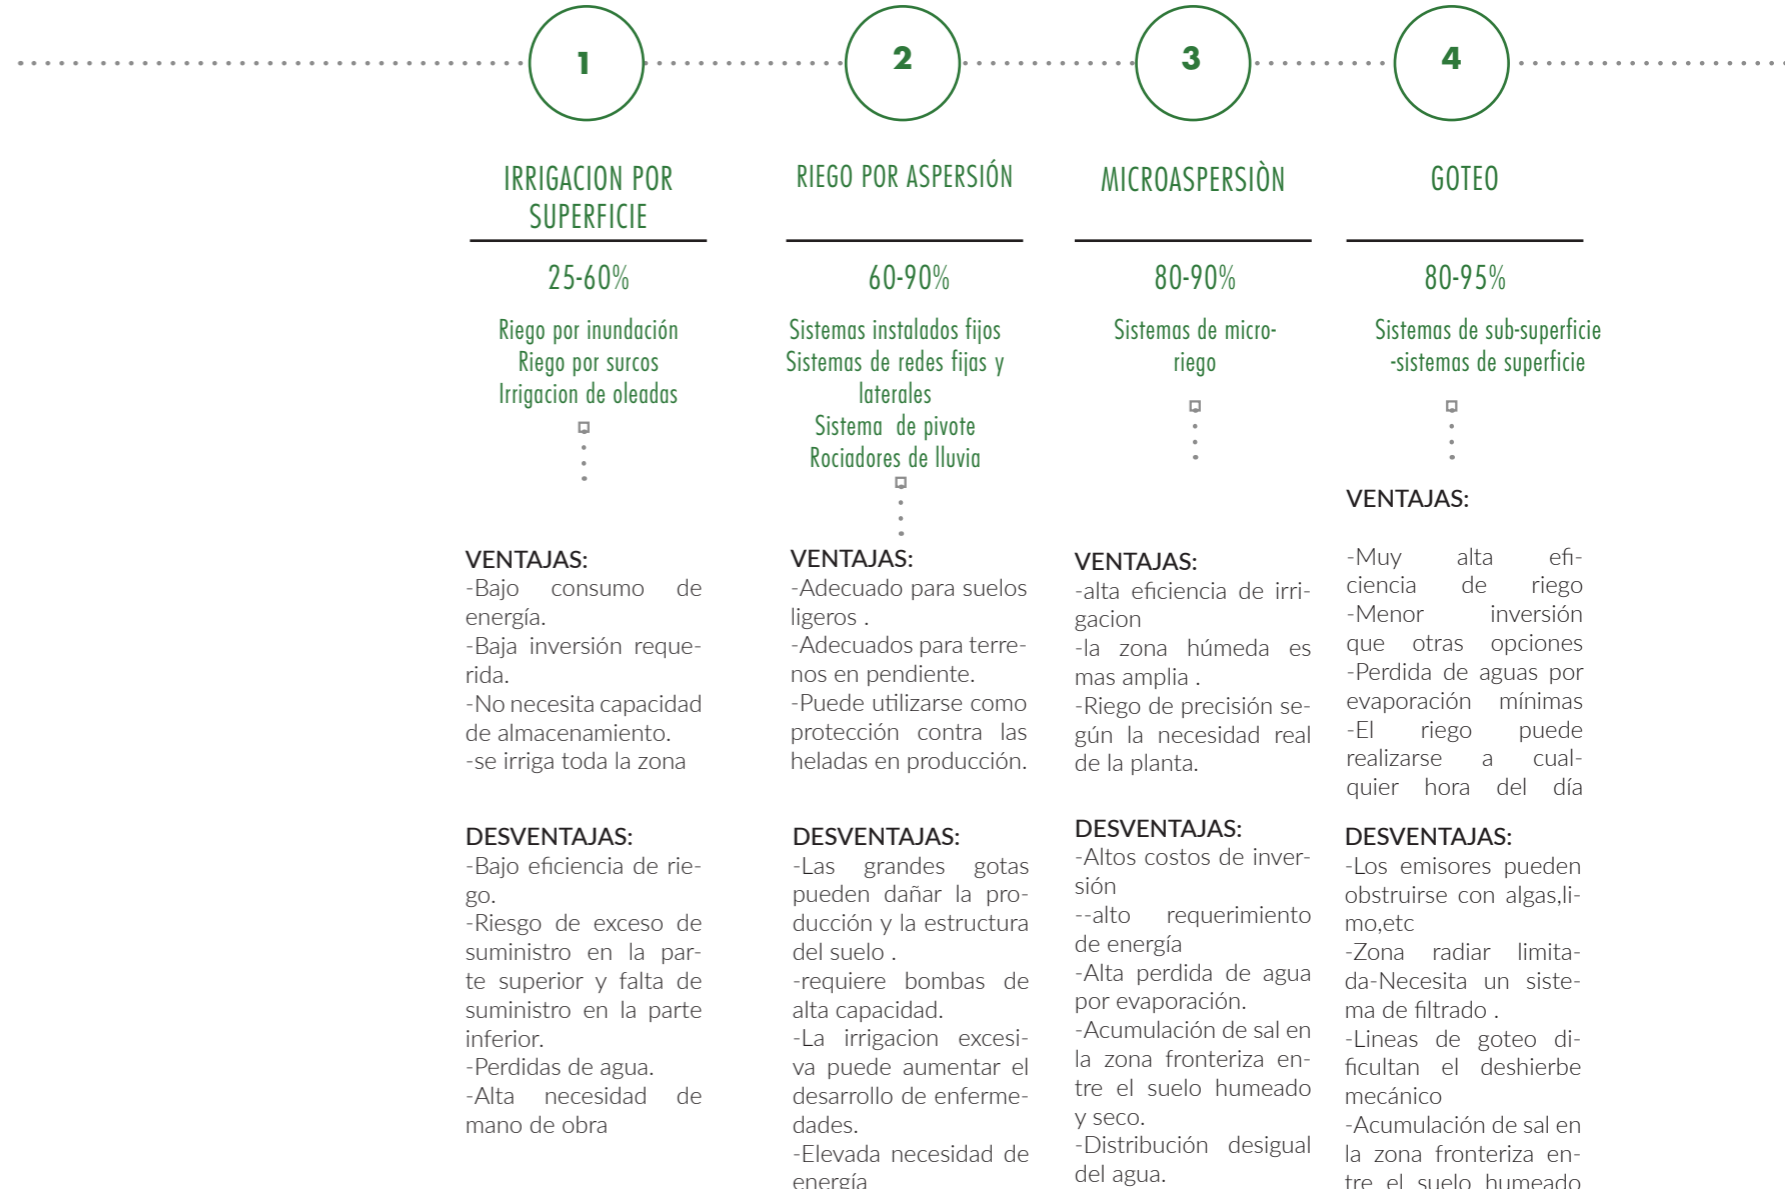 1
IRRIGACION POR
SUPERFICIE
25-60%
Riego por inundación
Riego por surcos
Irrigacion de oleadas
VENTAJAS:
-Bajo consumo de
energía.
-Baja inversión reque-
rida.
-No necesita capacidad
de almacenamiento.
-se irriga toda la zona
DESVENTAJAS:
-Bajo eficiencia de rie-
go.
-Riesgo de exceso de
suministro en la par-
te superior y falta de
suministro en la parte
inferior.
-Perdidas de agua.
-Alta necesidad de
mano de obra
2
RIEGO POR ASPERSIÓN
60-90%
Sistemas instalados fijos
Sistemas de redes fijas y
laterales
Sistema de pivote
Rociadores de lluvia
VENTAJAS:
-Adecuado para suelos
ligeros .
-Adecuados para terre-
nos en pendiente.
-Puede utilizarse como
protección contra las
heladas en producción.
DESVENTAJAS:
-Las grandes gotas
pueden dañar la pro-
ducción y la estructura
del suelo .
-requiere bombas de
alta capacidad.
-La irrigacion excesi-
va puede aumentar el
desarrollo de enferme-
dades.
-Elevada necesidad de
energía
3
MICROASPERSIÒN
80-90%
Sistemas de micro-
riego
VENTAJAS:
-alta eficiencia de irri-
gacion
-la zona húmeda es
mas amplia .
-Riego de precisión se-
gún la necesidad real
de la planta.
DESVENTAJAS:
-Altos costos de inver-
sión
--alto requerimiento
de energía
-Alta perdida de agua
por evaporación.
-Acumulación de sal en
la zona fronteriza en-
tre el suelo humeado
y seco.
-Distribución desigual
del agua.
4
GOTEO
80-95%
Sistemas de sub-superficie
-sistemas de superficie
VENTAJAS:
-Muy alta efi-
ciencia de riego
-Menor inversión
que otras opciones
-Perdida de aguas por
evaporación mínimas
-El riego puede
realizarse a cual-
quier hora del día
DESVENTAJAS:
-Los emisores pueden
obstruirse con algas,li-
mo,etc
-Zona radiar limita-
da-Necesita un siste-
ma de filtrado .
-Lineas de goteo di-
ficultan el deshierbe
mecánico
-Acumulación de sal en
la zona fronteriza en-
tre el suelo humeado